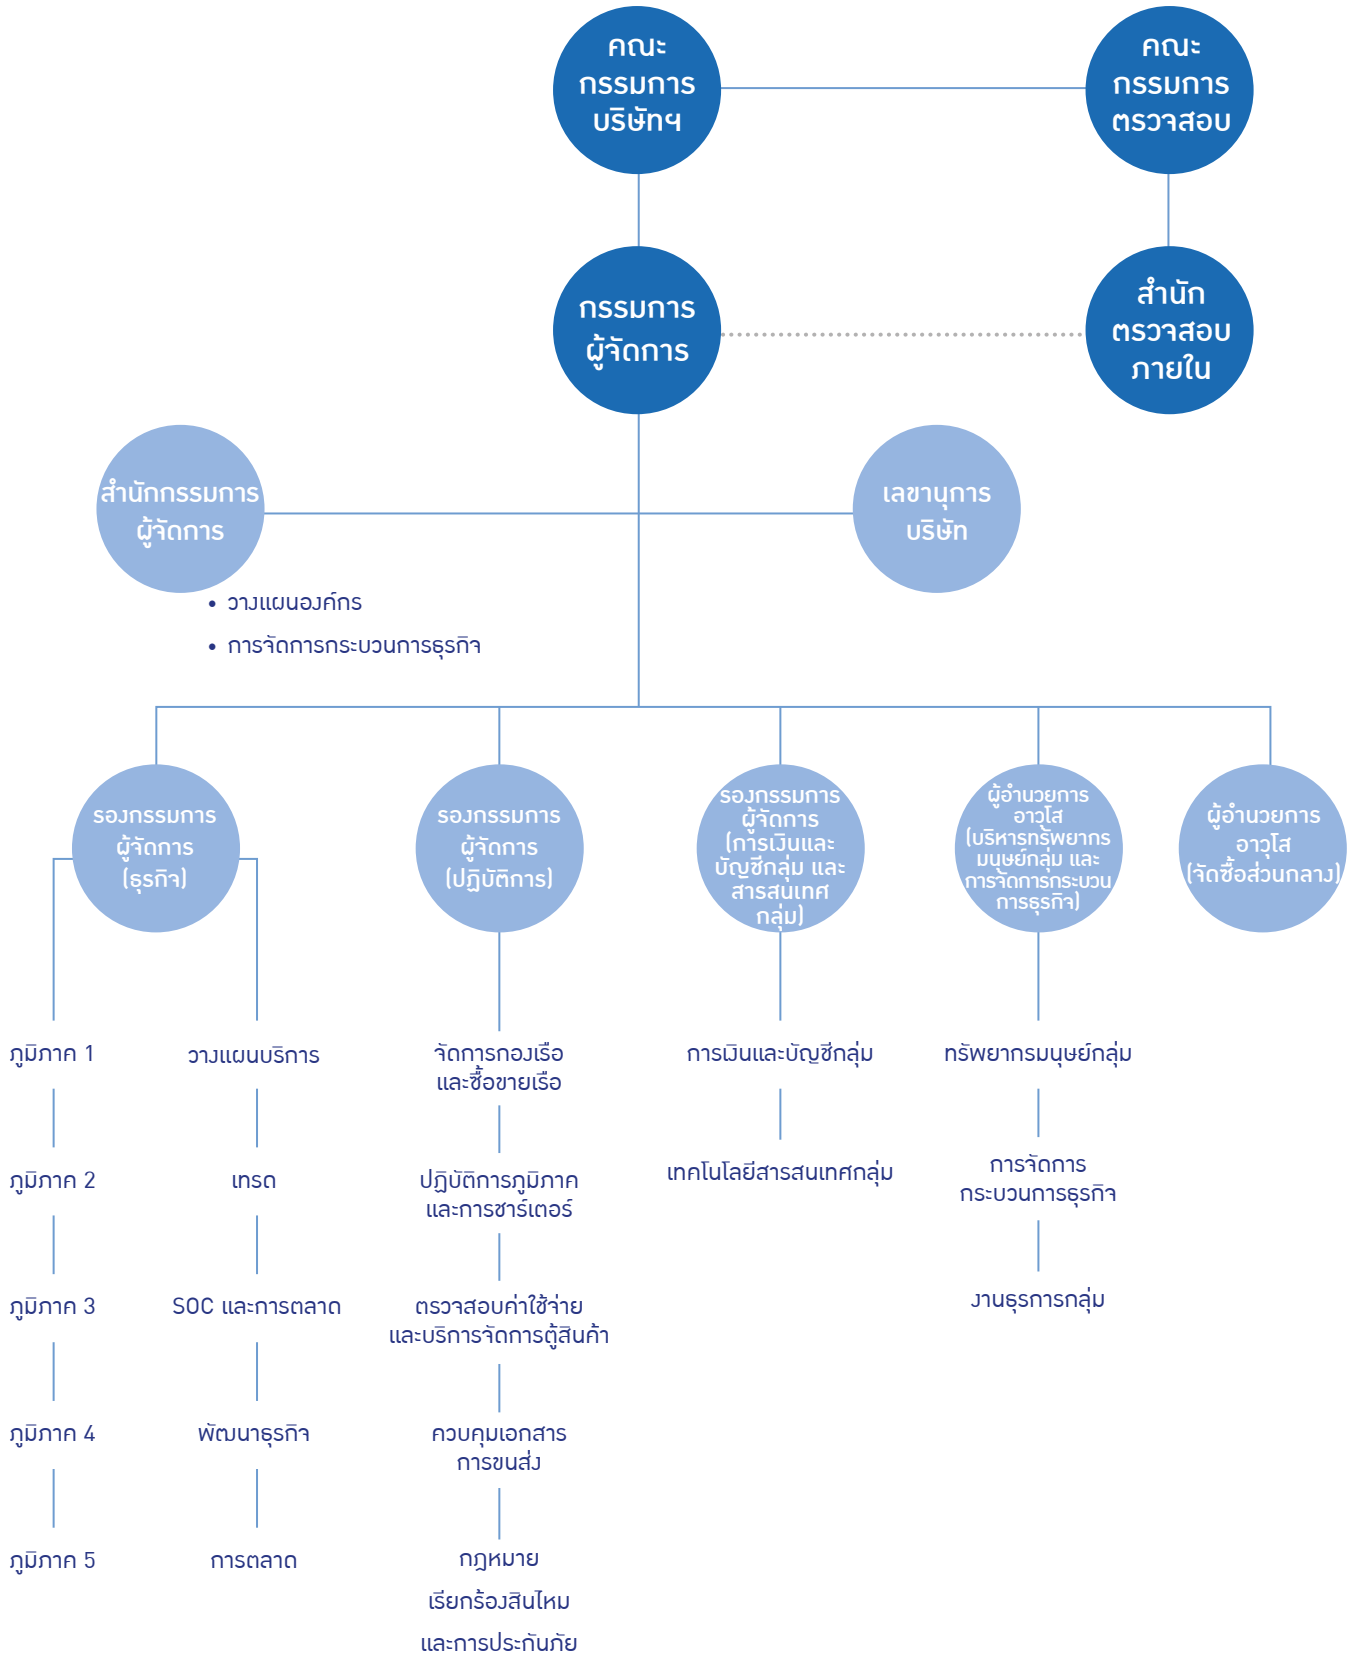 คณะ
กรรมการ
บริษัทฯ
คณะ
กรรมการ
ตรวจสอบ
กรรมการ
ผู้จัดการ
สำนัก
ตรวจสอบ
ภายใน
สำนักกรรมการ
ผู้จัดการ
เลขานุการ
บริษัท
• วางแผนองค์กร
• การจัดการกระบวนการธุรกิจ
รองกรรมการ
ผู้จัดการ
(ธุรกิจ)
รองกรรมการ
ผู้จัดการ
(ปฏิบัติการ)
รองกรรมการ
ผู้จัดการ
(การเงินและ
บัญชีกลุ่ม และ
สารสนเทศ
กลุ่ม)
ผู้อำนวยการ
อาวุโส
(บริหารทรัพยากร
มนุษย์กลุ่ม และ
การจัดการกระบวน
การธุรกิจ)
ผู้อำนวยการ
อาวุโส
(จัดซื้อส่วนกลาง)
ภูมิภาค 1
ภูมิภาค 2
ภูมิภาค 3
ภูมิภาค 4
ภูมิภาค 5
วางแผนบริการ
เทรด
SOC และการตลาด
พัฒนาธุรกิจ
การตลาด
จัดการกองเรือ
และซื้อขายเรือ
ปฏิบัติการภูมิภาค
และการชาร์เตอร์
ตรวจสอบค่าใช้จ่าย
และบริการจัดการตู้สินค้า
ควบคุมเอกสาร
การขนส่ง
กฎหมาย
เรียกร้องสินไหม
และการประกันภัย
การเงินและบัญชีกลุ่ม
เทคโนโลยีสารสนเทศกลุ่ม
ทรัพยากรมนุษย์กลุ่ม
การจัดการ
กระบวนการธุรกิจ
งานธุรการกลุ่ม